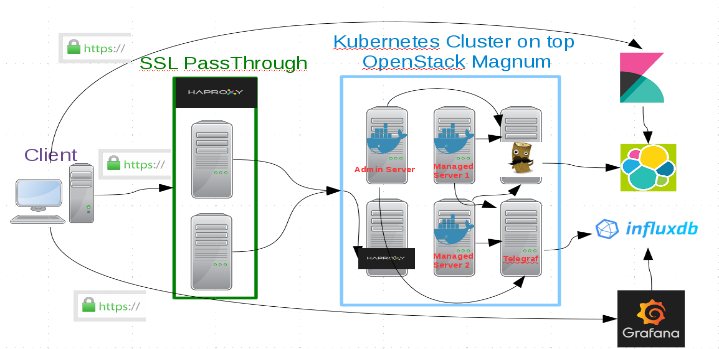 https://
SSL PassThrough
Kubernetes Cluster on top
OpenStack Magnum
HAPROXY
Client
https://
Admin Server
Managed
Server 1
influxdb
HAPROXY
Managed
Server 2
Telegraf
https://
Grafana